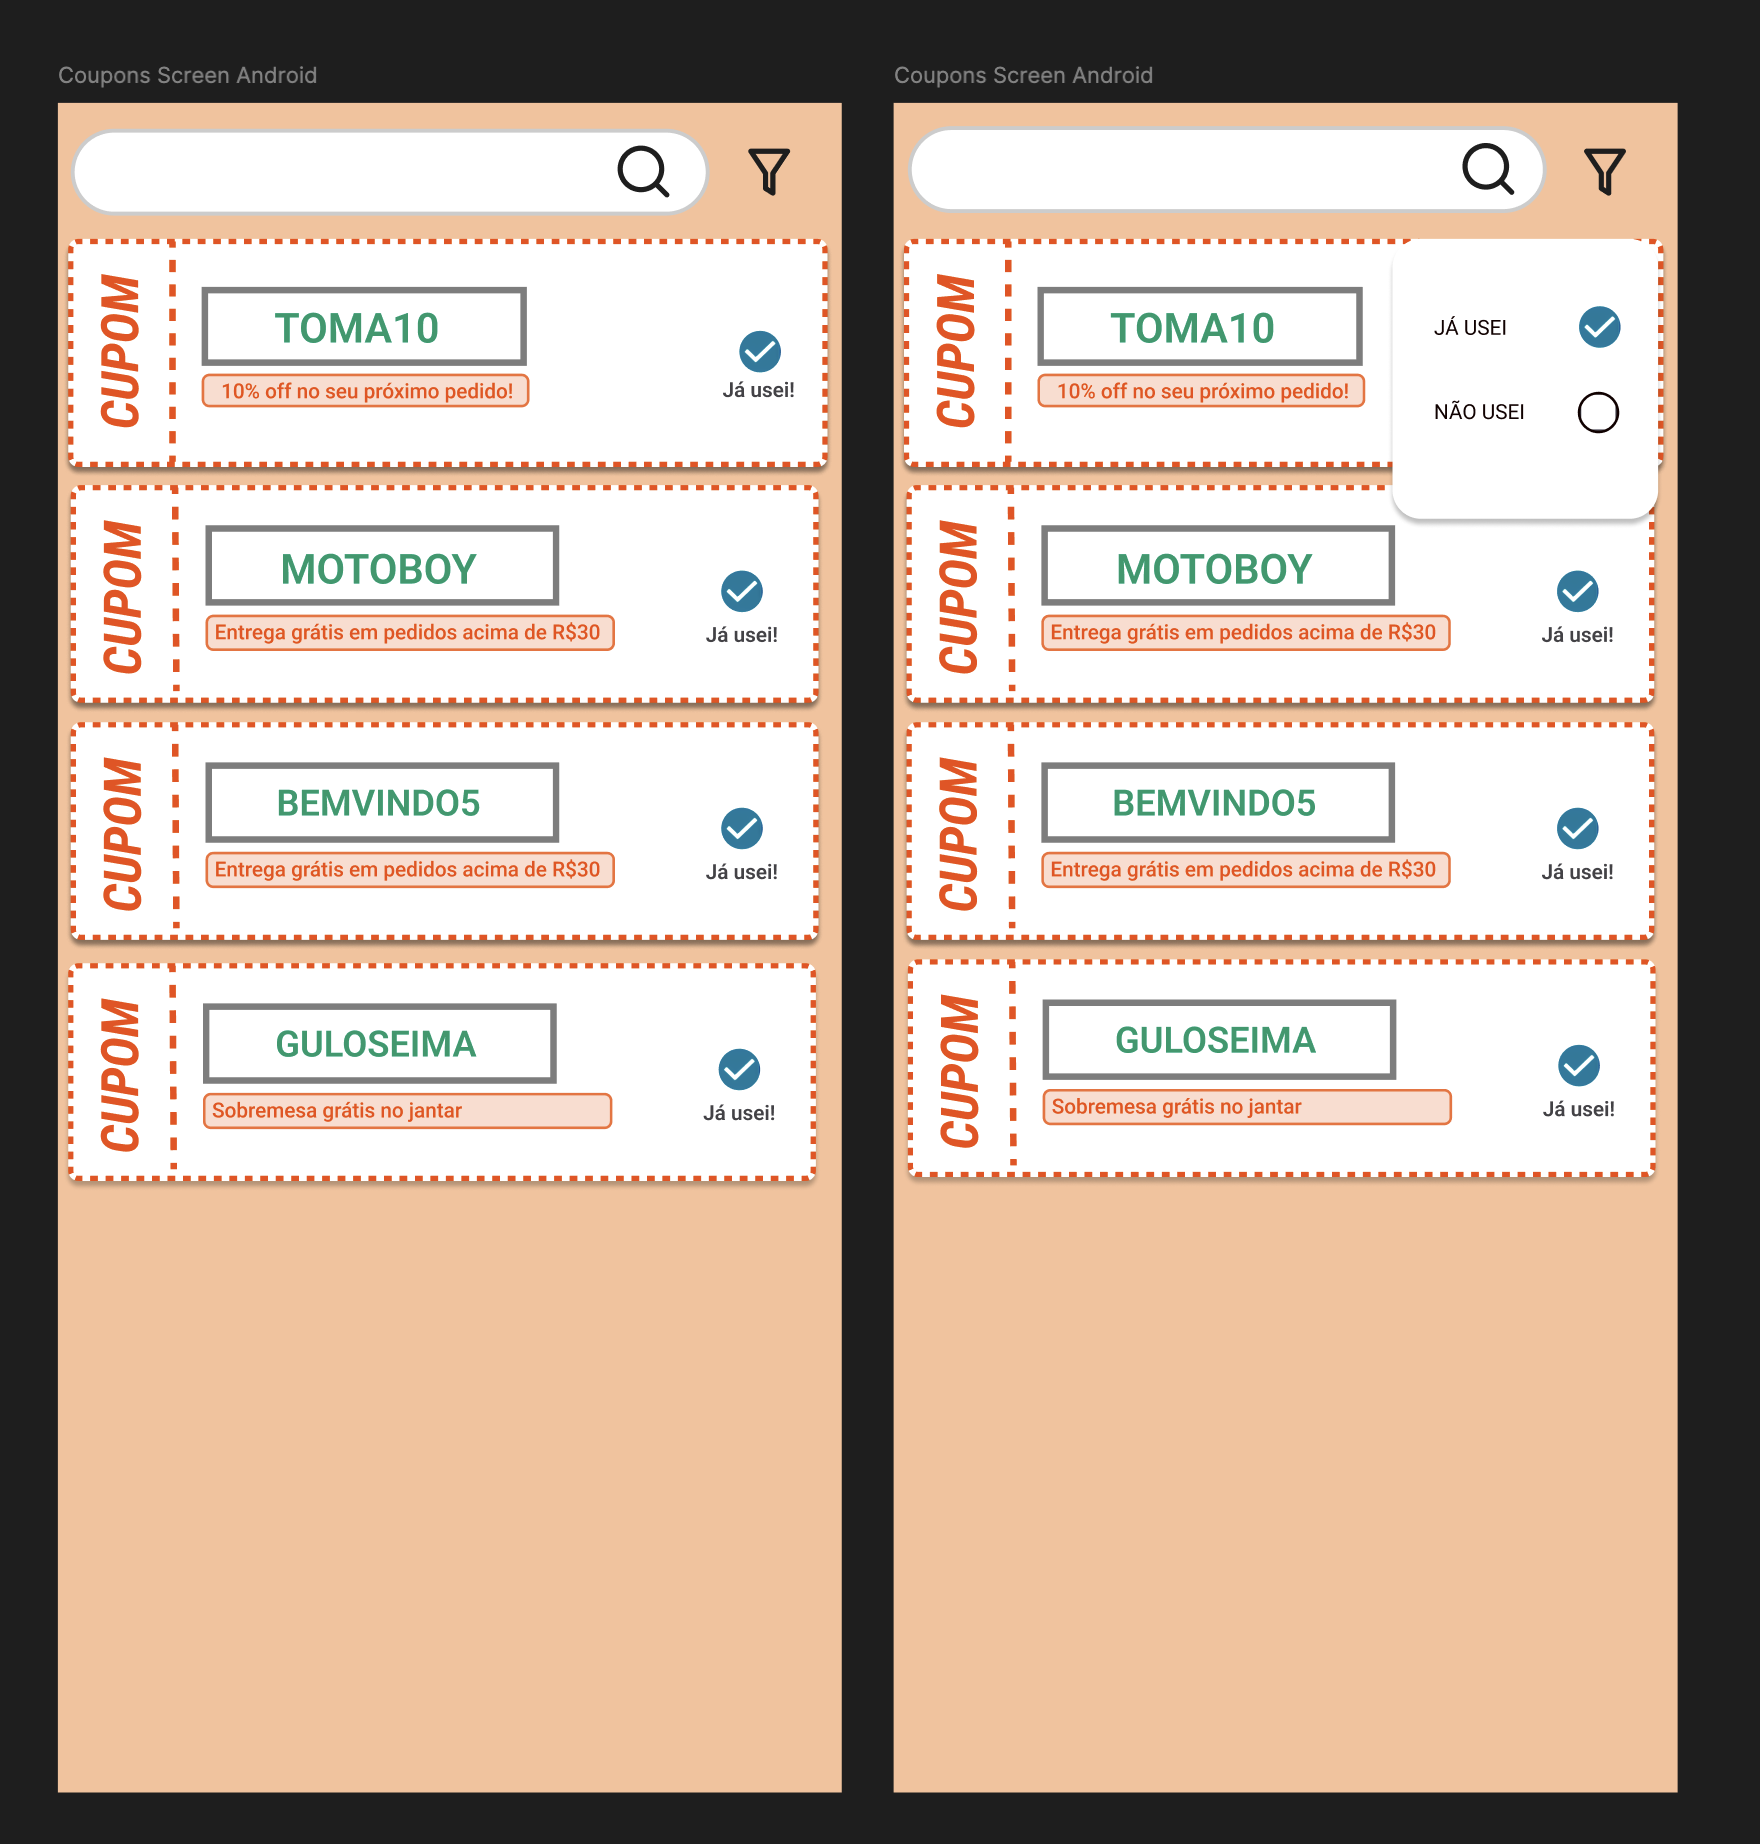 Coupons Screen Android
CUPOM
TOMA10
10% off no seu próximo pedido!
Já usei!
CUPOM
MOTOBOY
Entrega grátis em pedidos acima de R$30
Já usei!
CUPOM
BEMVINDO5
Entrega grátis em pedidos acima de R$30
Já usei!
CUPOM
GULOSEIMA
Sobremesa grátis no jantar
Já usei!
Coupons Screen Android
CUPOM
TOMA10
10% off no seu próximo pedido!
JÁ USEI
NÃO USEI
CUPOM
MOTOBOY
Entrega grátis em pedidos acima de R$30
Já usei!
CUPOM
BEMVINDO5
Entrega grátis em pedidos acima de R$30
Já usei!
CUPOM
GULOSEIMA
Sobremesa grátis no jantar
Já usei!